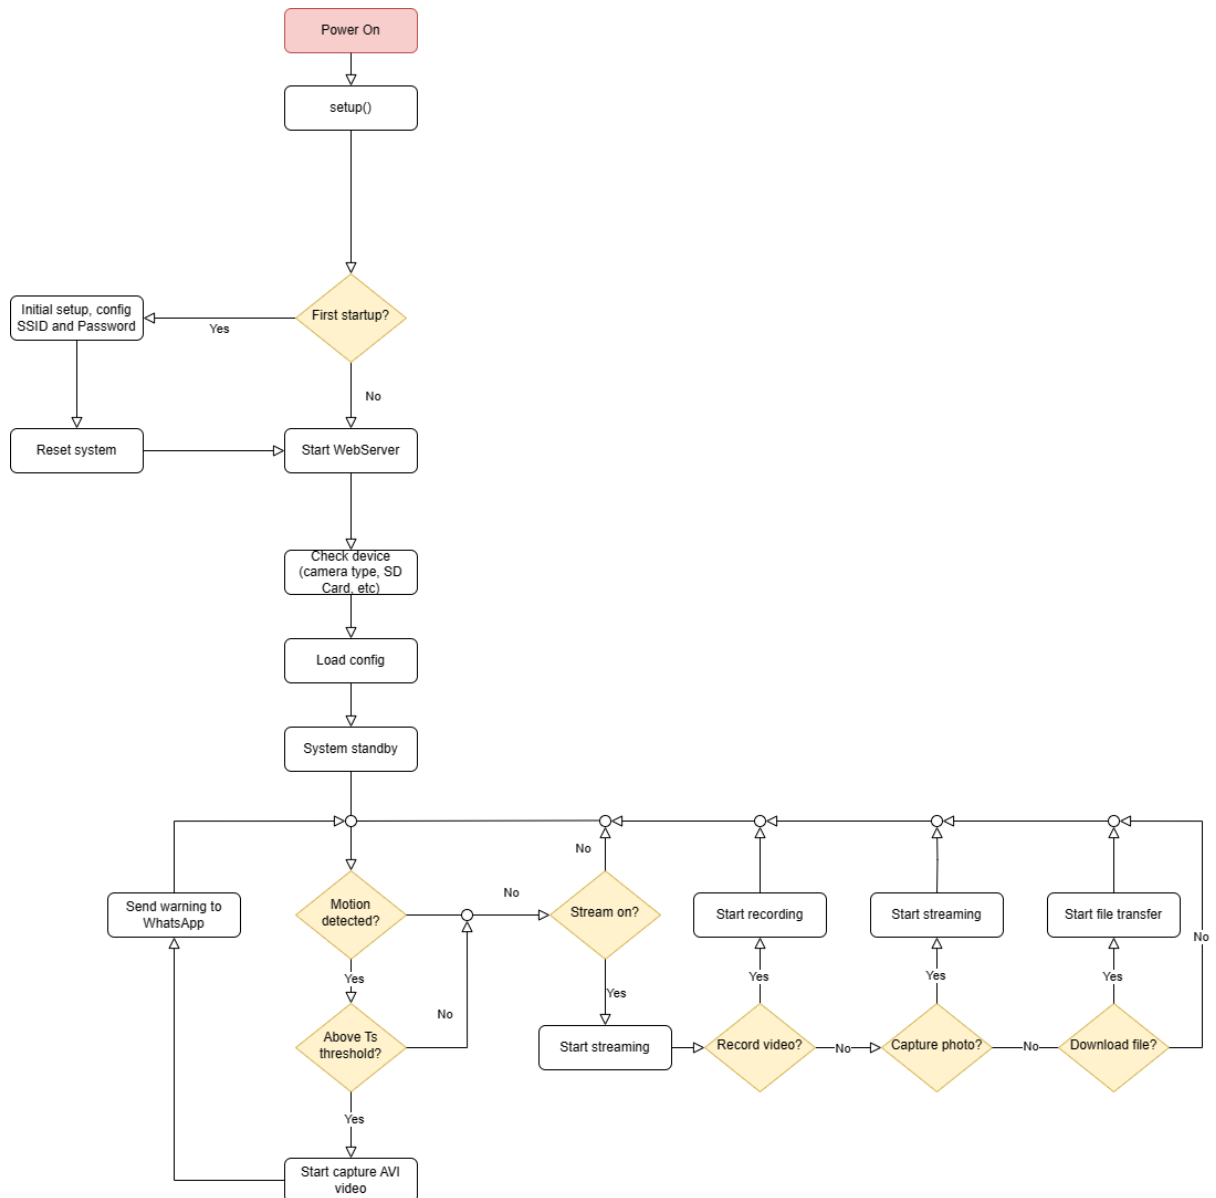 Power On
setup()
First startup?
Initial setup, config
SSID and Password
Yes
No
Reset system
Start WebServer
Check device
(camera type, SD
Card, etc)
Load config
System standby
No
Send warning to
WhatsApp
Motion
detected?
No
Stream on?
Start recording
Start streaming
Start file transfer
No
Yes
Yes
Yes
Yes
Yes
No
Above Ts
threshold?
Start streaming
Record video?
No
Capture photo?
No
Download file?
Yes
Start capture AVI
video